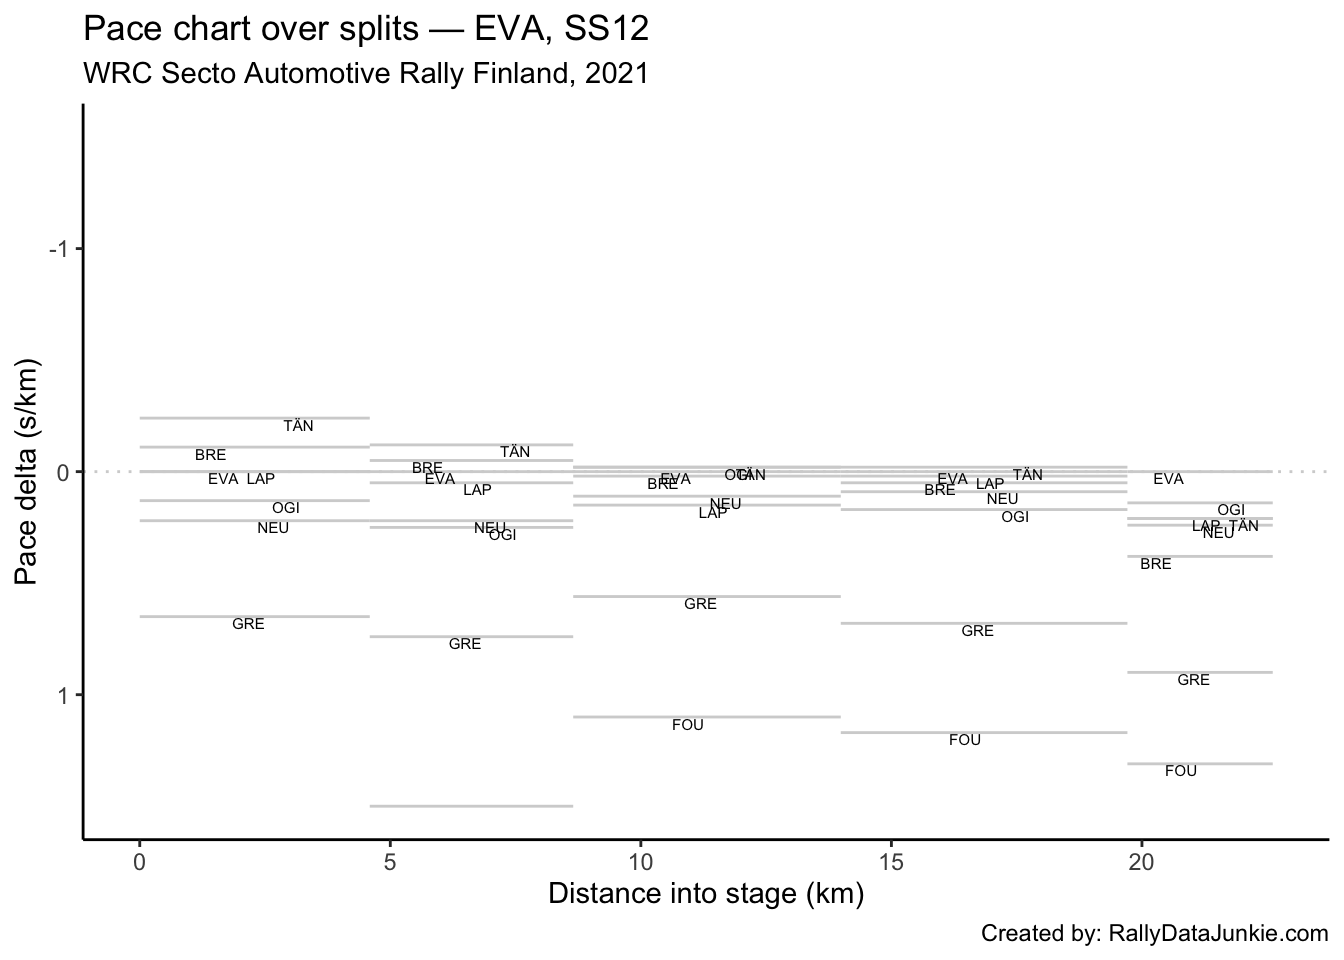 Pace chart over splits — EVA, SS12
WRC Secto Automotive Rally Finland, 2021
Pace delta (s/km)
-1
0
1
TÄN
BRE
EVA LAP
OGI
NEU
GRE
TÄN
BRE
EVA
LAP
NEU
OGI
GRE
OGI
TÄN
EVA
BRE
NEU
LAP
GRE
FOU
TÄN
EVA
LAP
BRE
NEU
OGI
GRE
FOU
EVA
OGI
LAP TÄN
NEU
BRE
GRE
FOU
0 5 10 15 20
Distance into stage (km)
Created by: RallyDataJunkie.com